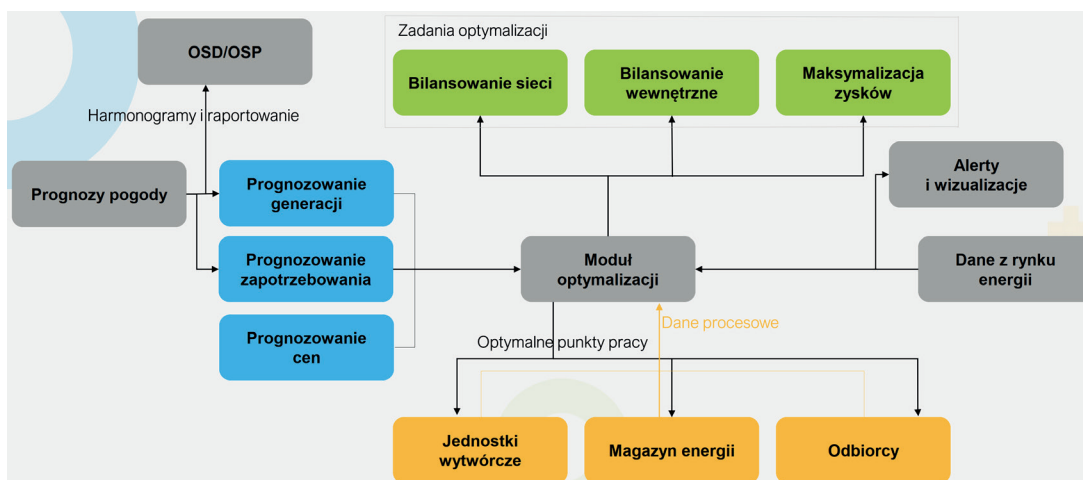 Zadania optymalizacji
OSD/OSP
Bilansowanie sieci
Bilansowanie
wewnętrzne
Maksymalizacja
zysków
Harmonogramy i raportowanie
Prognozy pogody
Prognozowanie
generacji
Alerty
i wizualizacje
Prognozowanie
zapotrzebowania
Moduł
optymalizacji
Dane z rynku
energii
Prognozowanie
cen
Dane procesowe
Optymalne punkty pracy
Jednostki
wytwórcze
Magazyn energii
Odbiorcy